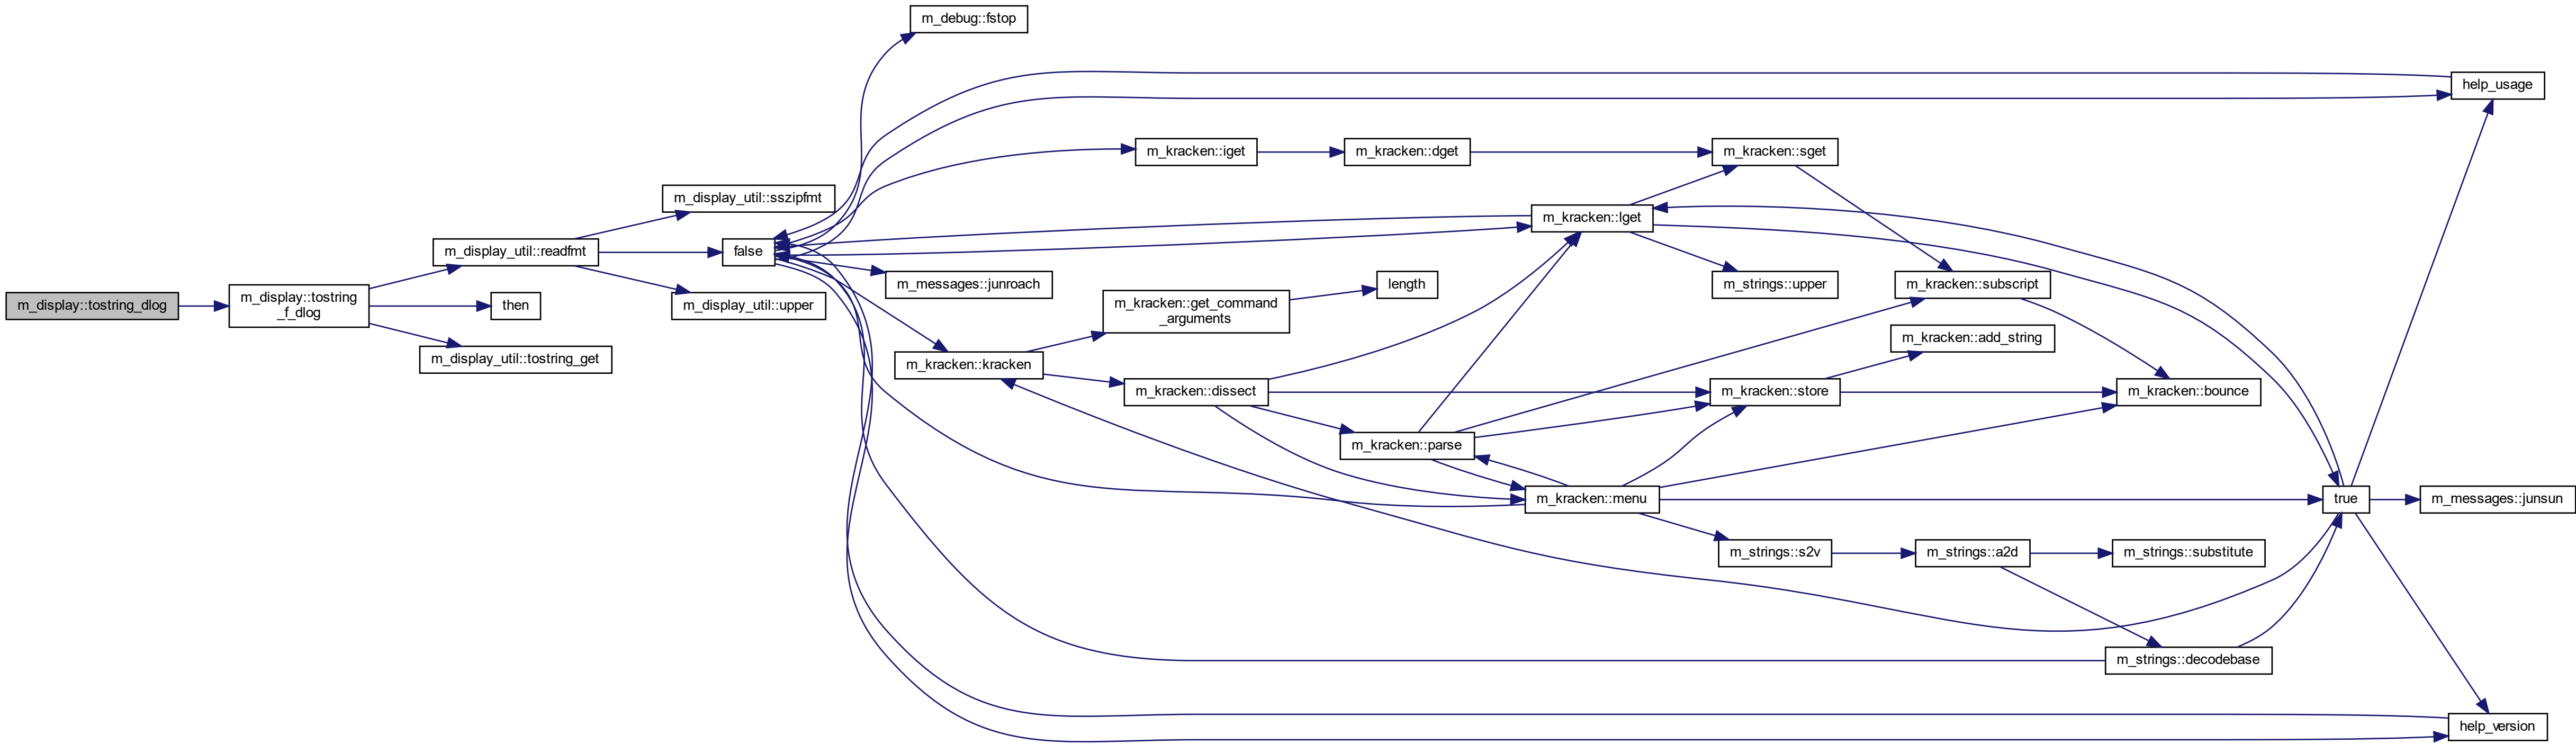 m_display::tostring_dlog
m_display::tostring
_f_dlog
m_display_util::readfmt
then
m_display_util::tostring_get
m_display_util::sszipfmt
false
m_display_util::upper
m_debug::fstop
m_messages::junroach
m_kracken::kracken
m_kracken::iget
m_kracken::get_command
_arguments
m_kracken::dissect
m_kracken::dget
length
m_kracken::parse
m_kracken::lget
m_kracken::menu
m_kracken::sget
m_strings::upper
m_kracken::store
m_strings::s2v
m_kracken::subscript
m_kracken::add_string
m_strings::a2d
m_kracken::bounce
m_strings::substitute
m_strings::decodebase
true
help_usage
m_messages::junsun
help_version